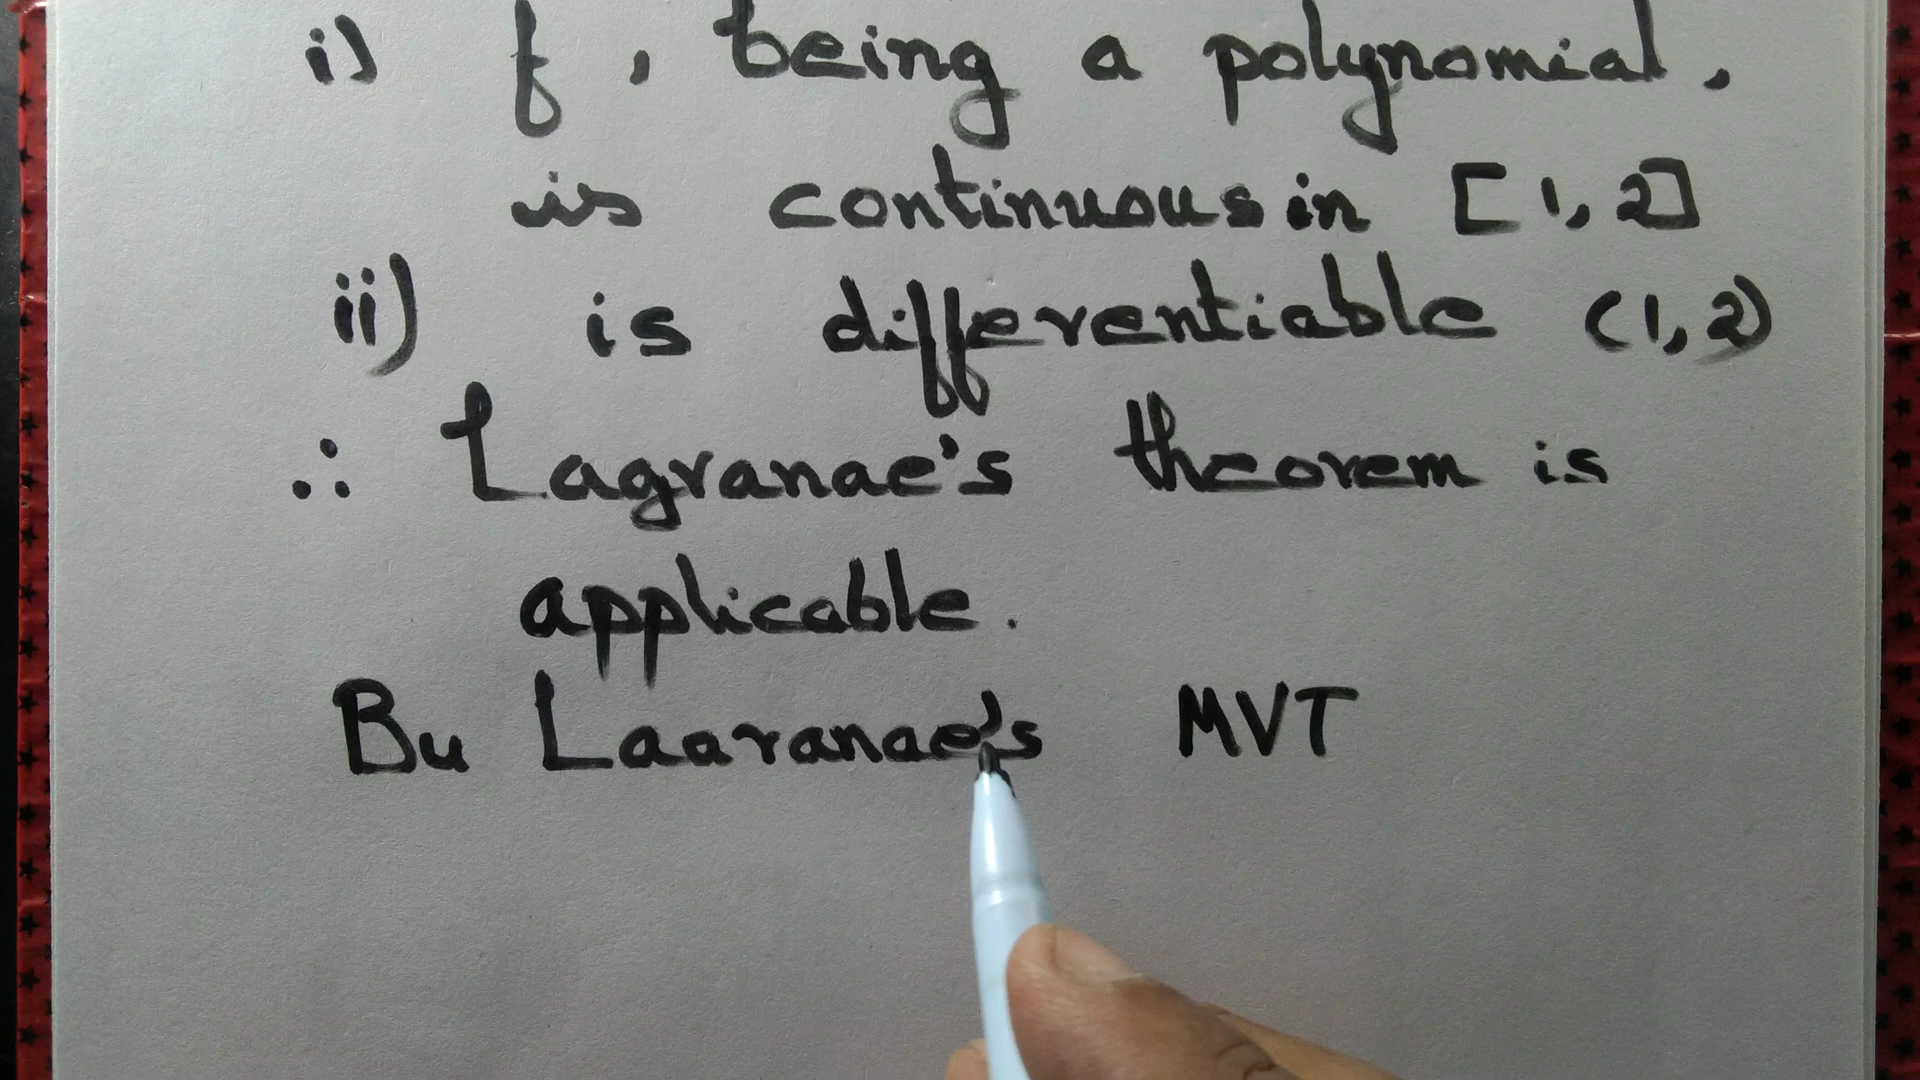 i) f, being a polynomial.
is continuous in [1, 2]
ii) is differentiable (1, 2)
∴ Lagranae's theorem is
applicable.
Bu Laaranae's MVT